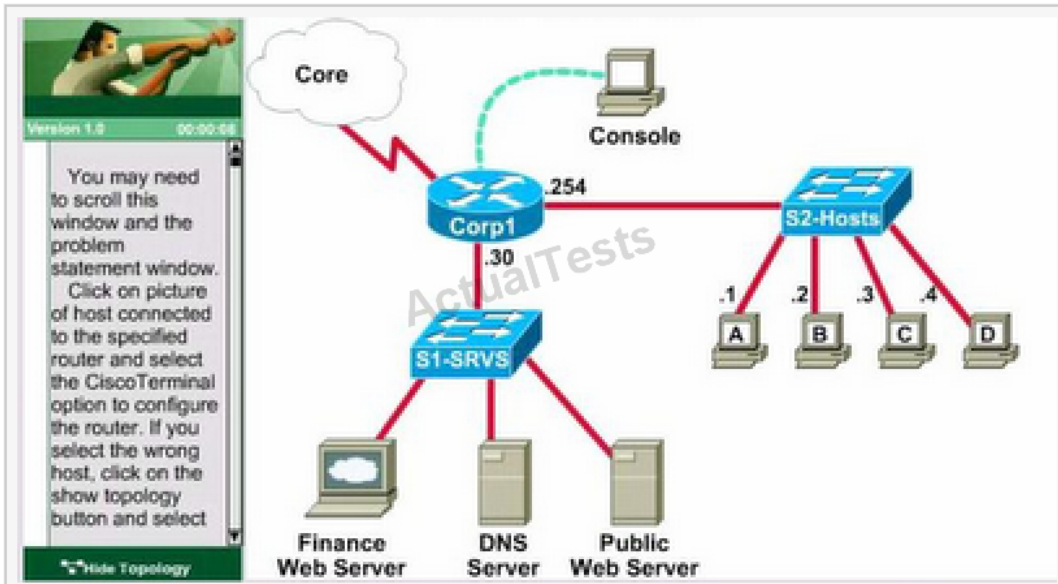 Version 1.0 00:00:08
You may need
to scroll this
window and the
problem
statement window.
Click on picture
of host connected
to the specified
router and select
the CiscoTerminal
option to configure
the router. If you
select the wrong
host, click on the
show topology
button and select
Hide Topology
Core
Console
Corp1
.254
.30
S2-Hosts
.1
.2
.3
.4
A
B
C
D
ActualTests
S1-SRVS
Finance
Web Server
DNS
Server
Public
Web Server